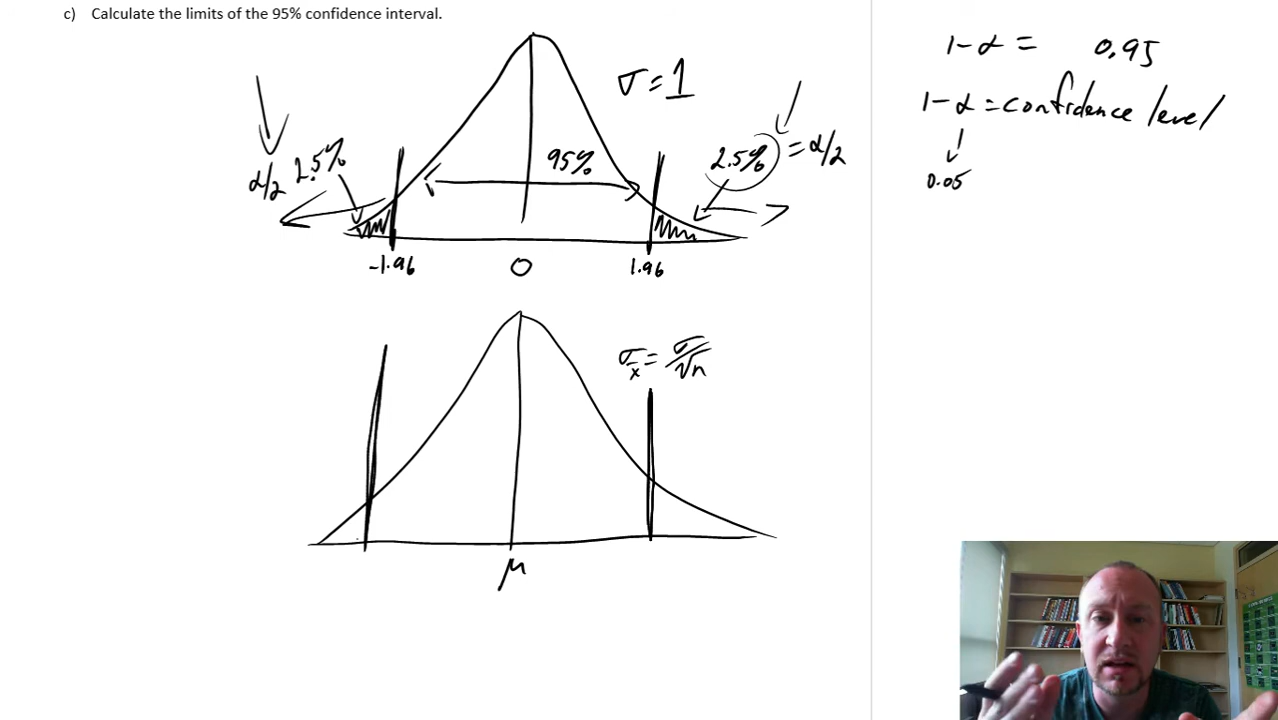 c) Calculate the limits of the 95% confidence interval.
1-α = 0.95
σ=1
1-α = confidence level
α/2 2.5%
95%
2.5% = α/2
0.05
-1.96 0 1.96
σx̄ = σ/√n
μ